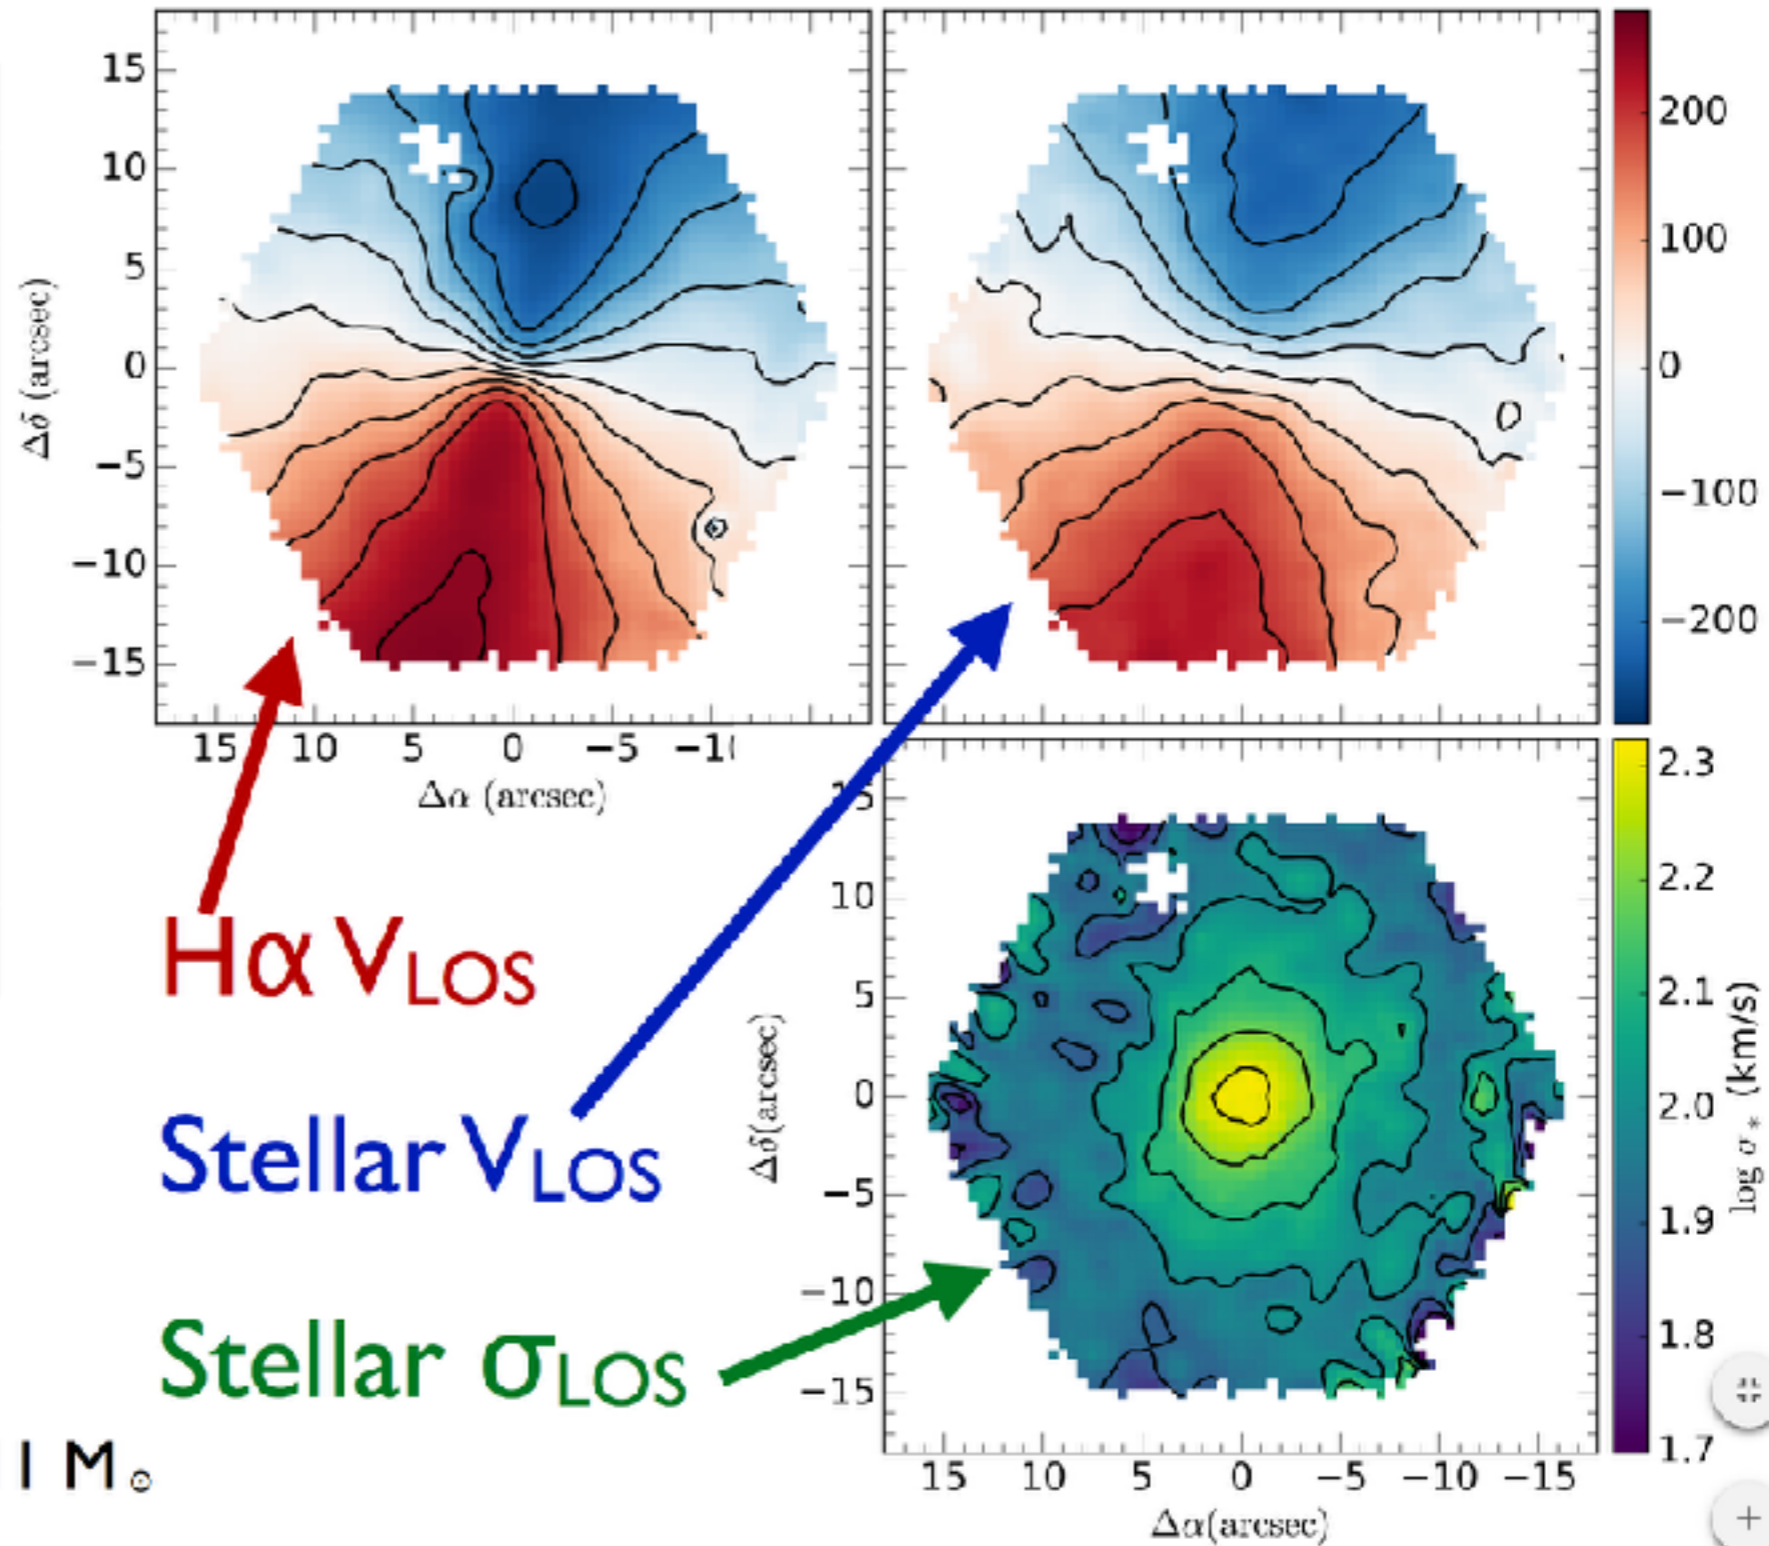 15
10
5
0
−5
−10
−15
Δδ (arcsec)
15 10 5 0 −5 −1
Δα (arcsec)
200
100
0
−100
−200
Hα VLOS
Stellar VLOS
Stellar σLOS
1 M⊙
15
10
5
0
−5
−10
−15
Δδ(arcsec)
15 10 5 0 −5 −10 −15
Δα(arcsec)
2.3
2.2
2.1
2.0
1.9
1.8
1.7
log σ* (km/s)